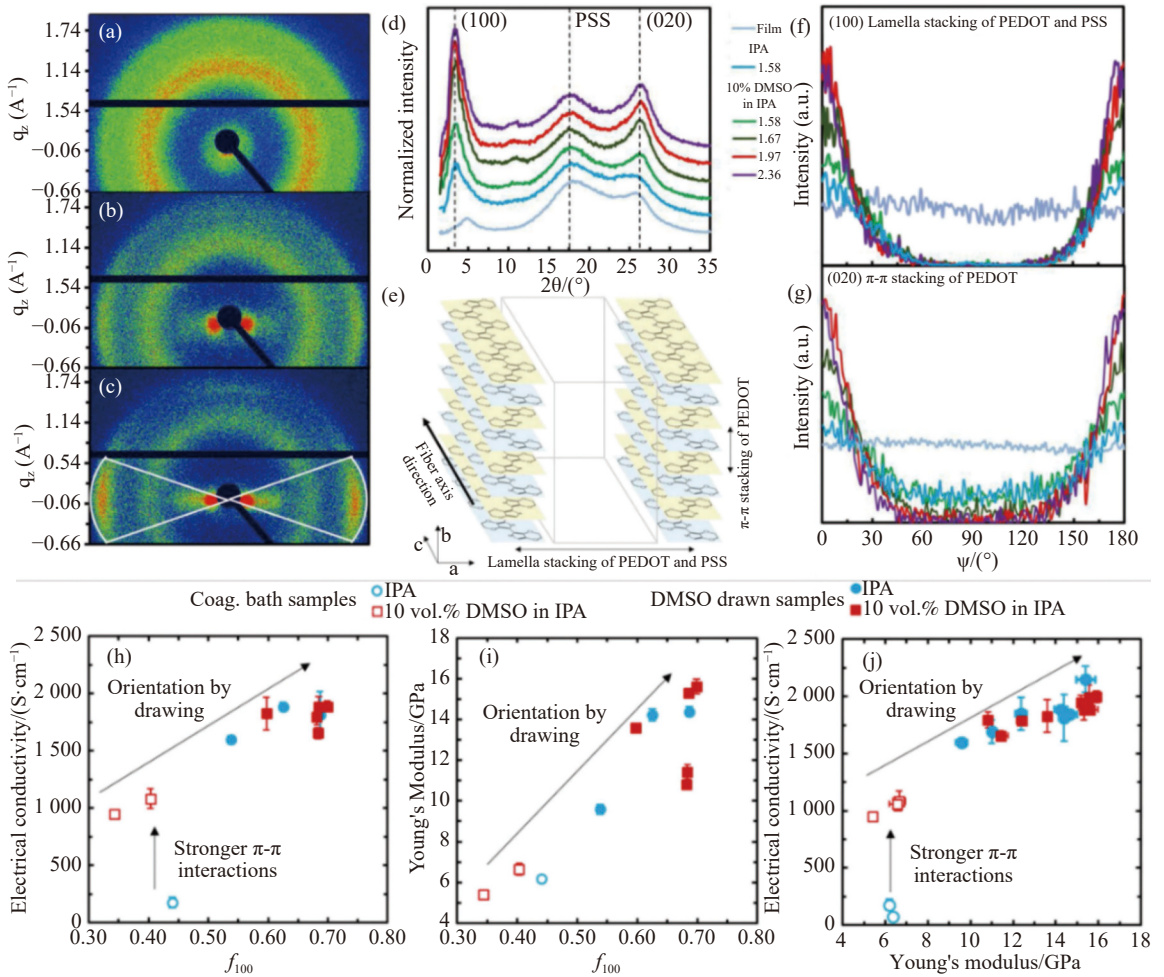 (a)
1.74
1.14
1.54
−0.06
−0.66
q_z (A⁻¹)
(b)
1.74
1.14
1.54
−0.06
−0.66
q_z (A⁻¹)
(c)
1.74
1.14
0.54
−0.06
−0.66
q_z (A⁻¹)
(d)
(100)
PSS
(020)
Normalized intensity
0
5
10
15
20
25
30
35
2θ/(°)
Film
IPA
1.58
10% DMSO
in IPA
1.58
1.67
1.97
2.36
(e)
Fiber axis
direction
π-π stacking of PEDOT
c
b
a
Lamella stacking of PEDOT and PSS
(f)
(100) Lamella stacking of PEDOT and PSS
Intensity (a.u.)
(g)
(020) π-π stacking of PEDOT
Intensity (a.u.)
0
30
60
90
120
150
180
ψ/(°)
Coag. bath samples
IPA
10 vol.% DMSO in IPA
DMSO drawn samples
IPA
10 vol.% DMSO in IPA
(h)
2 500
2 000
1 500
1 000
500
0
Electrical conductivity/(S·cm⁻¹)
Orientation by
drawing
Stronger π-π
interactions
0.30
0.40
0.50
0.60
0.70
0.80
f₁₀₀
(i)
18
16
14
12
10
8
6
4
Young's Modulus/GPa
Orientation by
drawing
0.30
0.40
0.50
0.60
0.70
0.80
f₁₀₀
(j)
2 500
2 000
1 500
1 000
500
0
Electrical conductivity/(S·cm⁻¹)
Orientation by
drawing
Stronger π-π
interactions
4
6
8
10
12
14
16
18
Young's modulus/GPa